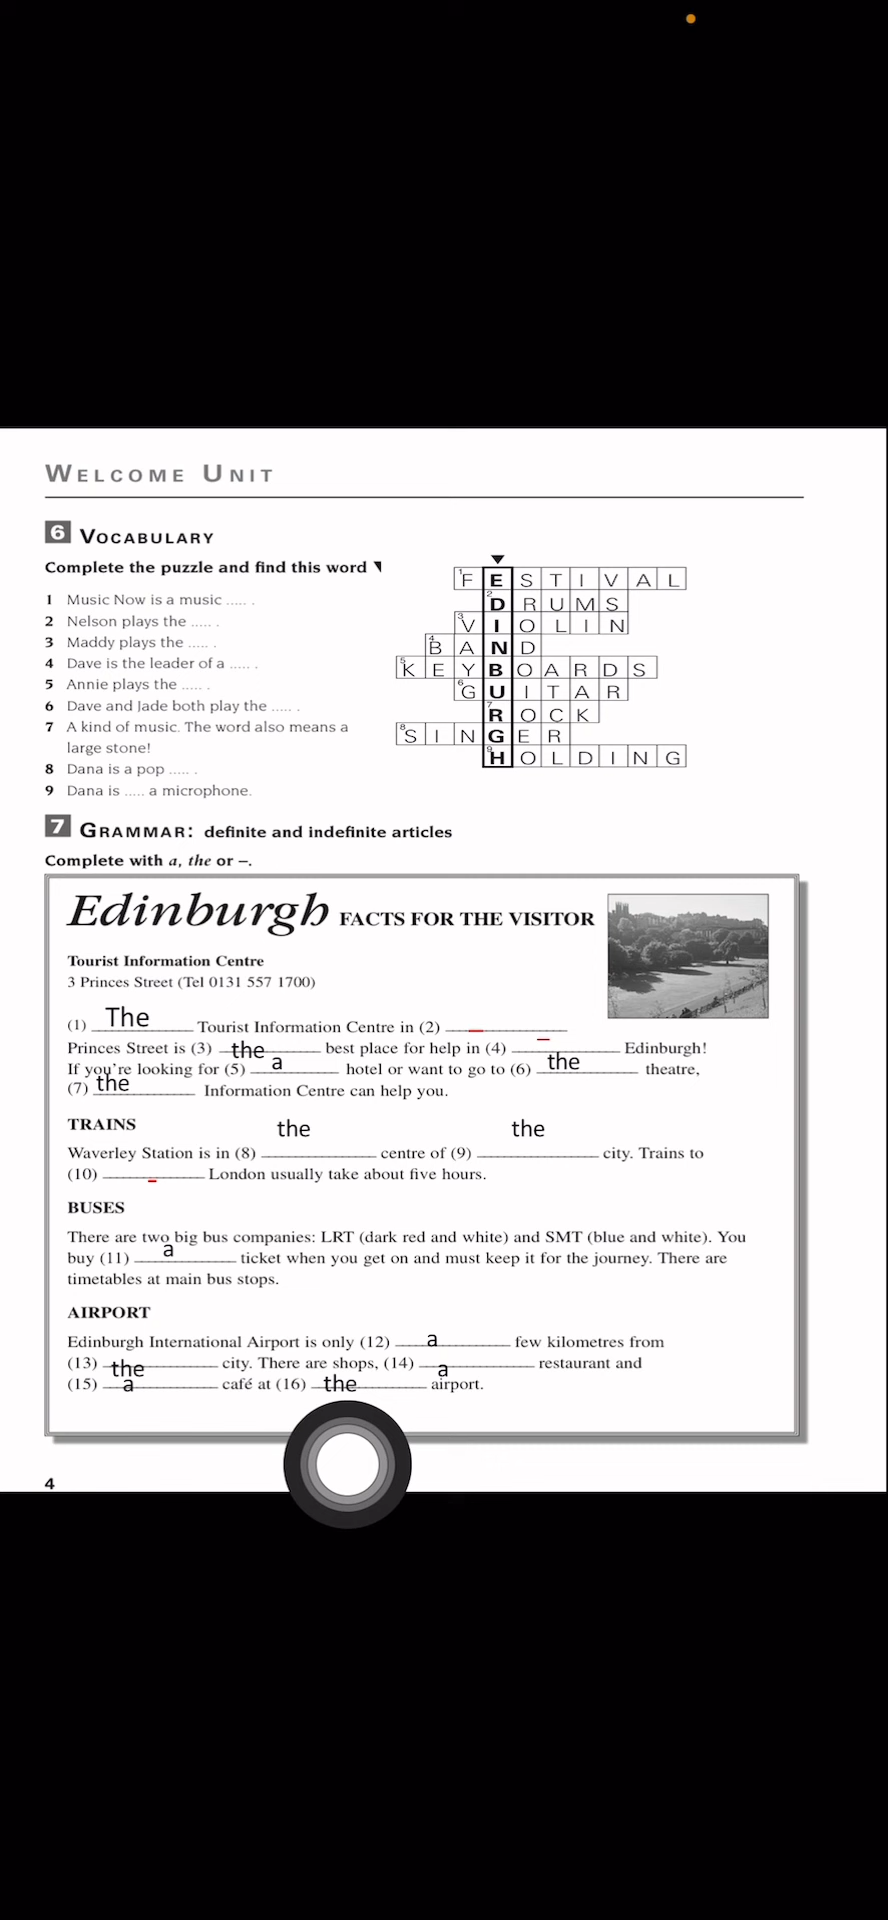 WELCOME UNIT
6 VOCABULARY
Complete the puzzle and find this word
1 Music Now is a music ..... .
2 Nelson plays the ..... .
3 Maddy plays the ..... .
4 Dave is the leader of a ..... .
5 Annie plays the ..... .
6 Dave and Jade both play the ..... .
7 A kind of music. The word also means a
large stone!
8 Dana is a pop ..... .
9 Dana is ..... a microphone.
1 FESTIVAL
2 DRUMS
3 VIOLIN
4 BAND
5 KEYBOARDS
6 GUITAR
7 ROCK
8 SINGER
9 HOLDING
7 GRAMMAR: definite and indefinite articles
Complete with a, the or –.
Edinburgh FACTS FOR THE VISITOR
Tourist Information Centre
3 Princes Street (Tel 0131 557 1700)
(1) The Tourist Information Centre in (2) –
Princes Street is (3) the best place for help in (4) – Edinburgh!
If you're looking for (5) a hotel or want to go to (6) the theatre,
(7) the Information Centre can help you.
TRAINS
Waverley Station is in (8) the centre of (9) the city. Trains to
(10) – London usually take about five hours.
BUSES
There are two big bus companies: LRT (dark red and white) and SMT (blue and white). You
buy (11) a ticket when you get on and must keep it for the journey. There are
timetables at main bus stops.
AIRPORT
Edinburgh International Airport is only (12) a few kilometres from
(13) the city. There are shops, (14) a restaurant and
(15) a café at (16) the airport.
4